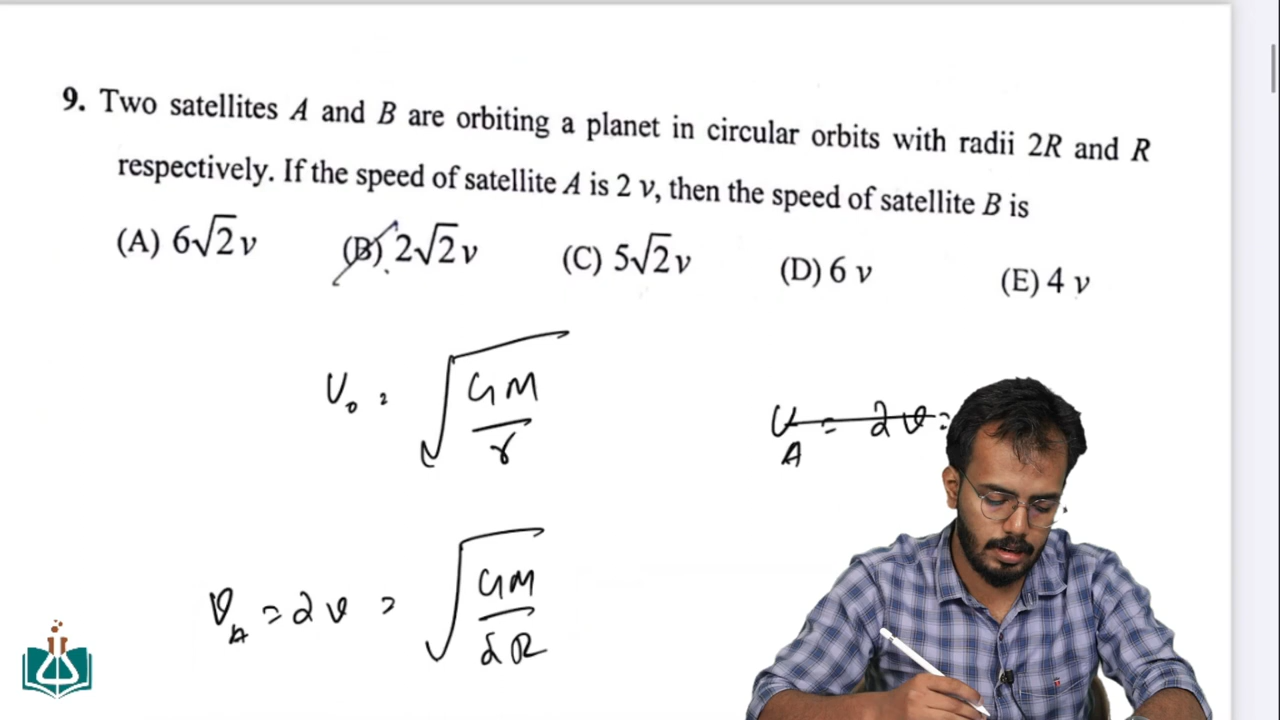 9. Two satellites A and B are orbiting a planet in circular orbits with radii 2R and R
respectively. If the speed of satellite A is 2 v, then the speed of satellite B is
(A) 6√2 v (B) 2√2 v (C) 5√2 v (D) 6 v (E) 4 v
v₀ = √(GM/r)
v_A = 2v =
v_A = 2v = √(GM/2R)